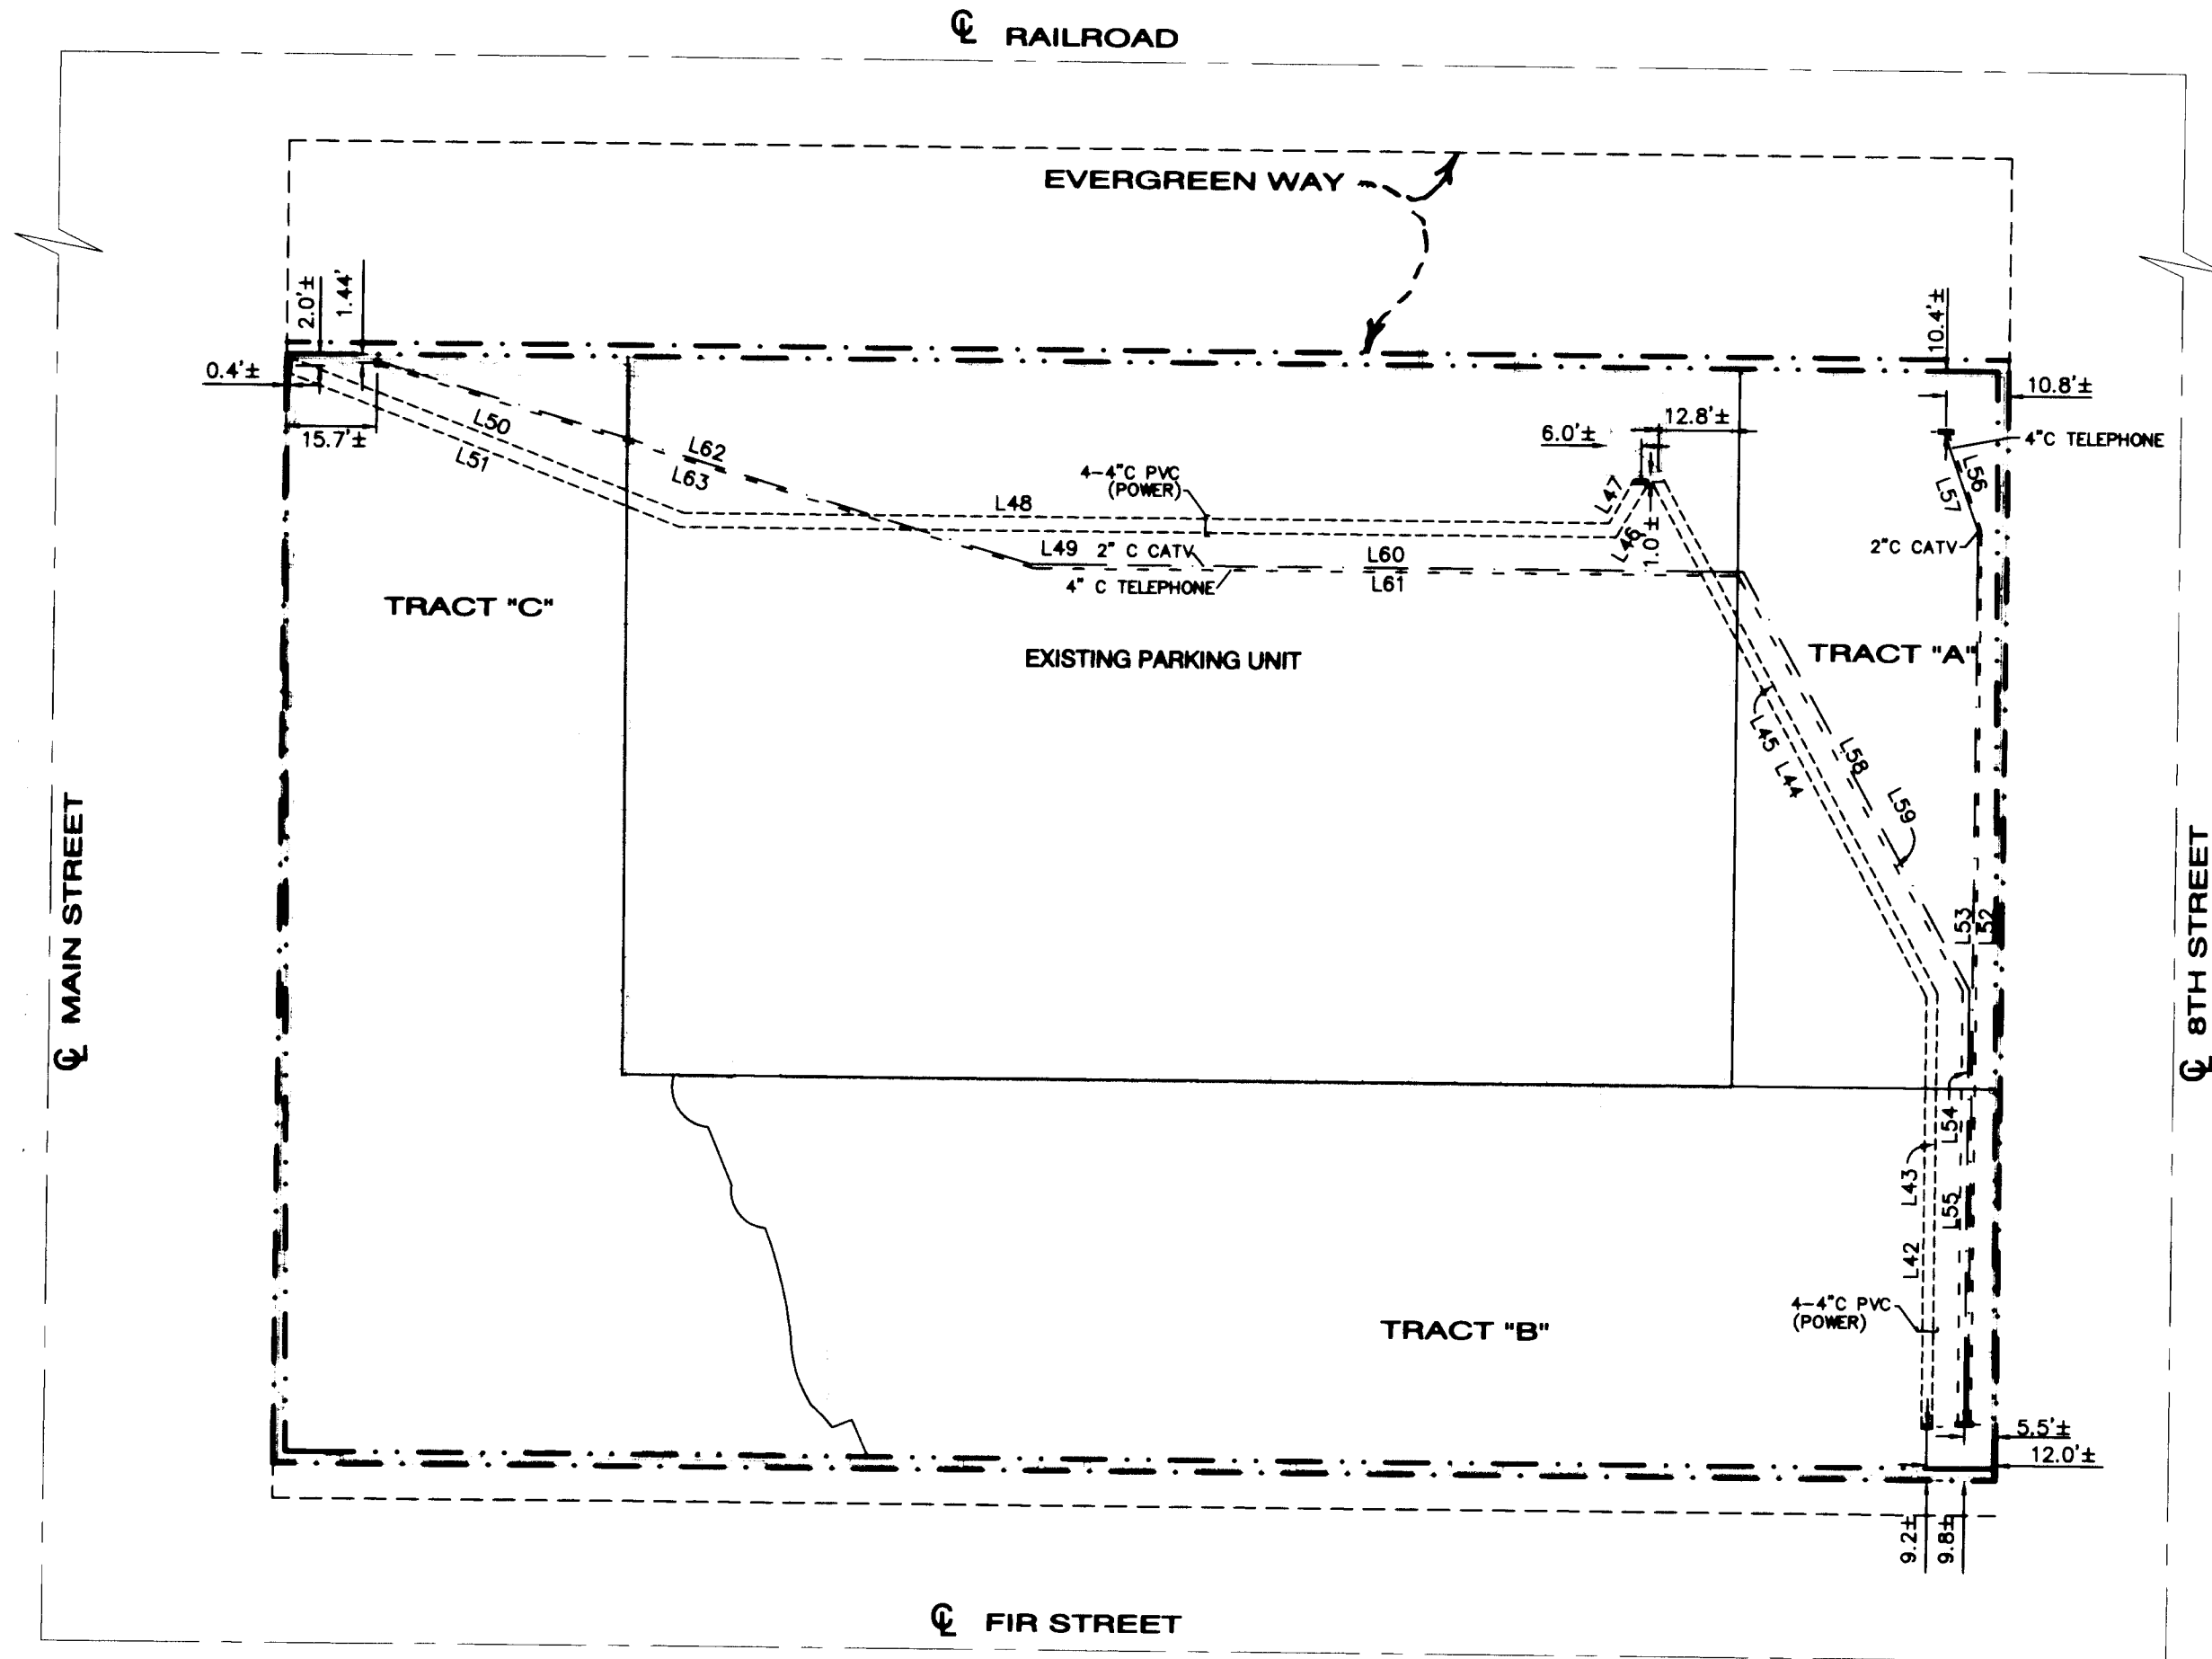 ℄ RAILROAD
EVERGREEN WAY
2.0'±
1.44'
10.4'±
0.4'±
10.8'±
15.7'±
L50
L51
L62
L63
12.8'±
6.0'±
4"C TELEPHONE
L56
L57
4-4"C PVC
(POWER)
L48
L47
L46
1.0'±
2"C CATV
L49
2" C CATV
L60
4" C TELEPHONE
L61
TRACT "C"
EXISTING PARKING UNIT
TRACT "A"
L45
L44
L58
L59
℄ MAIN STREET
℄ 8TH STREET
L53
L52
L54
L43
L55
L42
4-4"C PVC
(POWER)
TRACT "B"
5.5'±
12.0'±
9.2±
9.8±
℄ FIR STREET